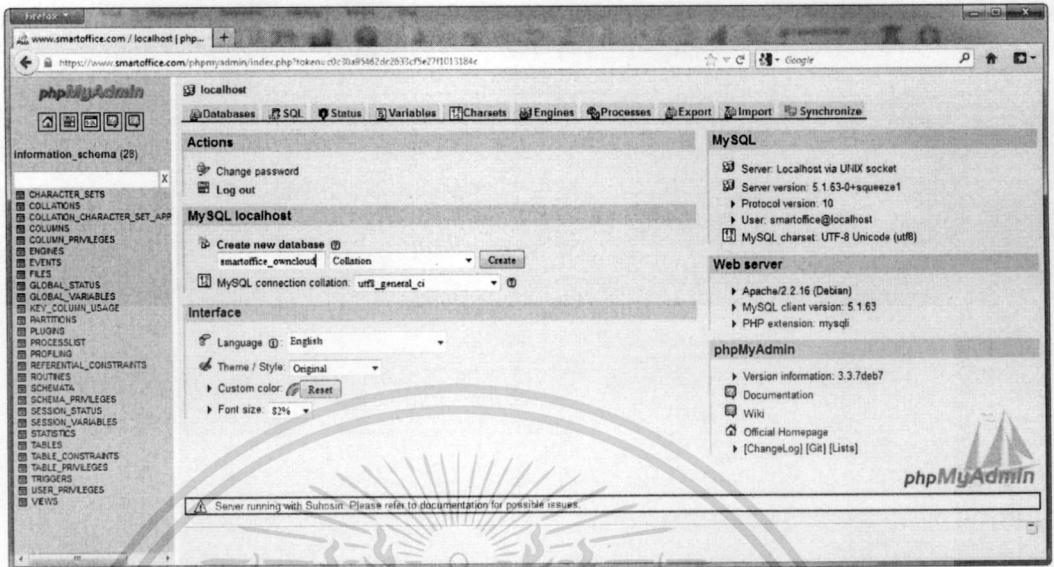 Firefox
www.smartoffice.com / localhost | php...
https://www.smartoffice.com/phpmyadmin/index.php?token=
Google
phpMyAdmin
information_schema (28)
X
CHARACTER_SETS
COLLATIONS
COLLATION_CHARACTER_SET_APP
COLUMNS
COLUMN_PRIVILEGES
ENGINES
EVENTS
FILES
GLOBAL_STATUS
GLOBAL_VARIABLES
KEY_COLUMN_USAGE
PARTITIONS
PLUGINS
PROCESSLIST
PROFILING
REFERENTIAL_CONSTRAINTS
ROUTINES
SCHEMATA
SCHEMA_PRIVILEGES
SESSION_STATUS
SESSION_VARIABLES
STATISTICS
TABLES
TABLE_CONSTRAINTS
TABLE_PRIVILEGES
TRIGGERS
USER_PRIVILEGES
VIEWS
localhost
Databases SQL Status Variables Charsets Engines Processes Export Import Synchronize
Actions
Change password
Log out
MySQL localhost
Create new database
smartoffice_owncloud Collation Create
MySQL connection collation: utf8_general_ci
Interface
Language : English
Theme / Style: Original
Custom color: Reset
Font size: 82%
MySQL
Server: Localhost via UNIX socket
Server version: 5.1.63-0+squeeze1
Protocol version: 10
User: smartoffice@localhost
MySQL charset: UTF-8 Unicode (utf8)
Web server
Apache/2.2.16 (Debian)
MySQL client version: 5.1.63
PHP extension: mysqli
phpMyAdmin
Version information: 3.3.7deb7
Documentation
Wiki
Official Homepage
[ChangeLog] [Git] [Lists]
phpMyAdmin
Server running with Suhosin. Please refer to documentation for possible issues.